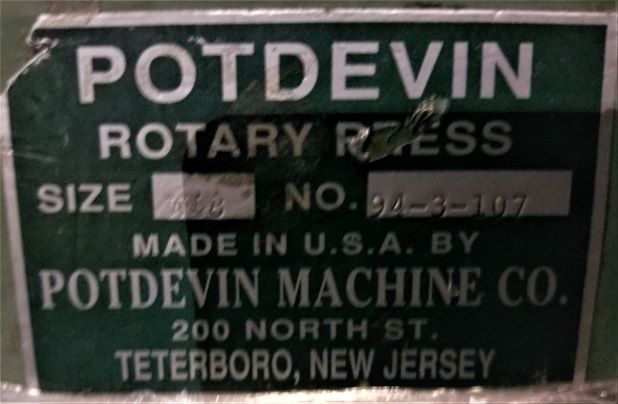 POTDEVIN
ROTARY PRESS
SIZE NO. 94-3-107
MADE IN U.S.A. BY
POTDEVIN MACHINE CO.
200 NORTH ST.
TETERBORO, NEW JERSEY